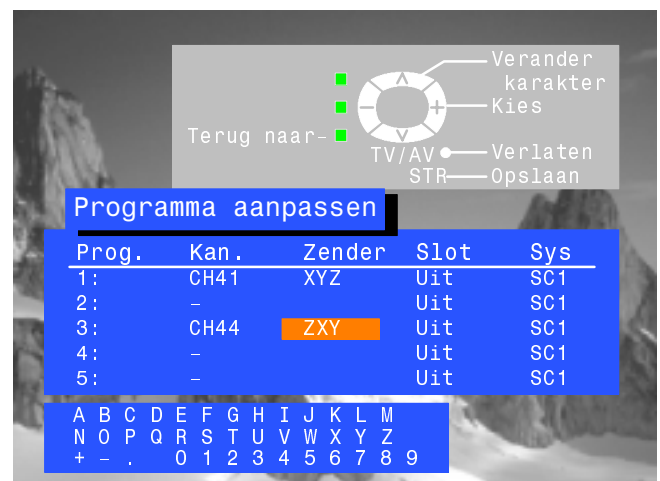 Verander
karakter
Kies
Terug naar-
TV/AV
Verlaten
STR
Opslaan
Programma aanpassen
Prog. Kan. Zender Slot Sys
1: CH41 XYZ Uit SC1
2: – Uit SC1
3: CH44 ZXY Uit SC1
4: – Uit SC1
5: – Uit SC1
A B C D E F G H I J K L M
N O P Q R S T U V W X Y Z
+ – . 0 1 2 3 4 5 6 7 8 9